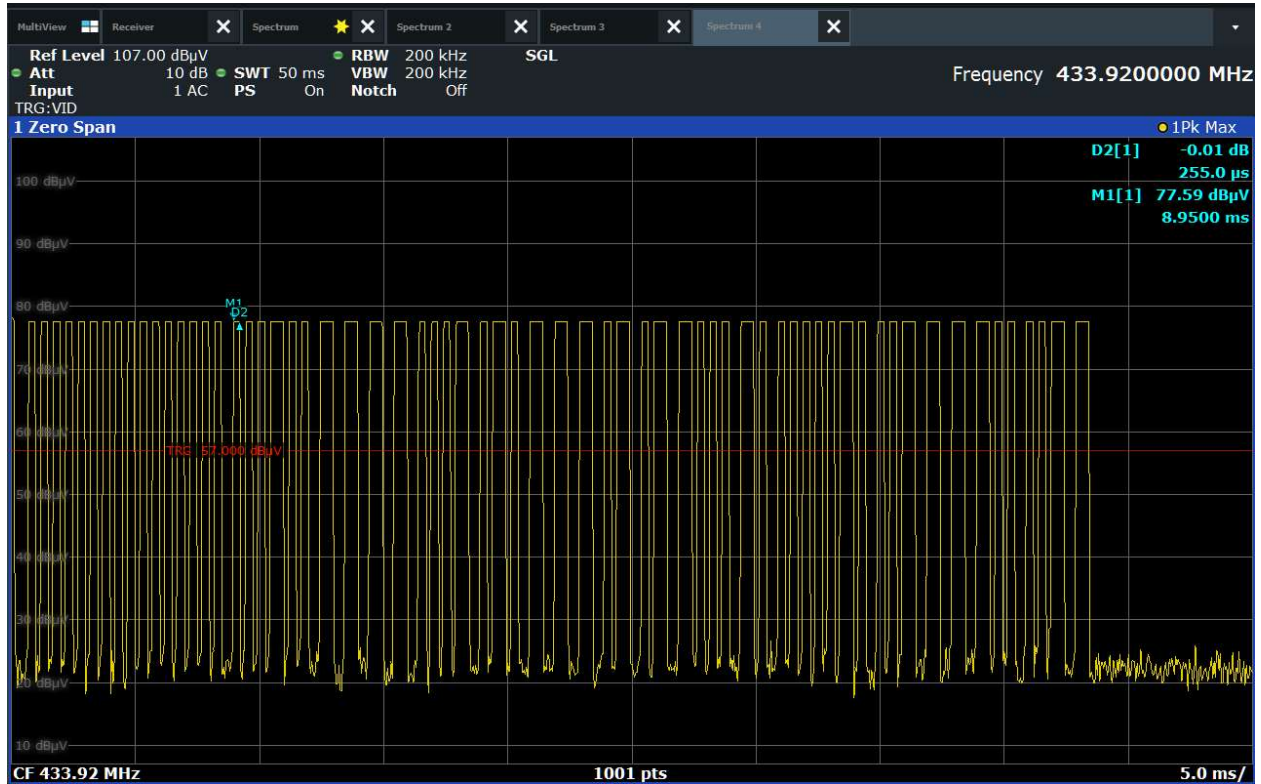 MultiView Receiver Spectrum Spectrum 2 Spectrum 3 Spectrum 4
Ref Level 107.00 dBµV RBW 200 kHz SGL
Att 10 dB SWT 50 ms VBW 200 kHz Frequency 433.9200000 MHz
Input 1 AC PS On Notch Off
TRG:VID
1 Zero Span 1Pk Max
D2[1] -0.01 dB
255.0 µs
M1[1] 77.59 dBµV
8.9500 ms
100 dBµV
90 dBµV
80 dBµV
M1
D2
70 dBµV
60 dBµV
TRG 57.000 dBµV
50 dBµV
40 dBµV
30 dBµV
20 dBµV
10 dBµV
CF 433.92 MHz 1001 pts 5.0 ms/